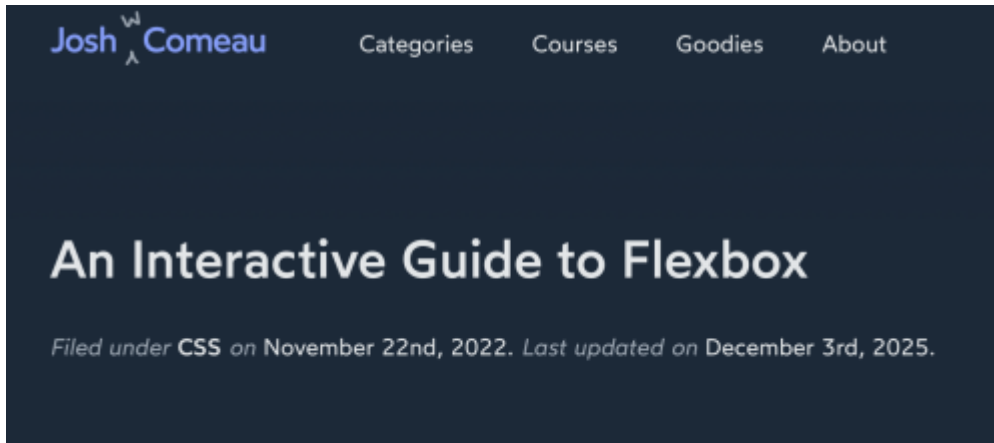 Josh W Comeau
Categories Courses Goodies About
An Interactive Guide to Flexbox
Filed under CSS on November 22nd, 2022. Last updated on December 3rd, 2025.